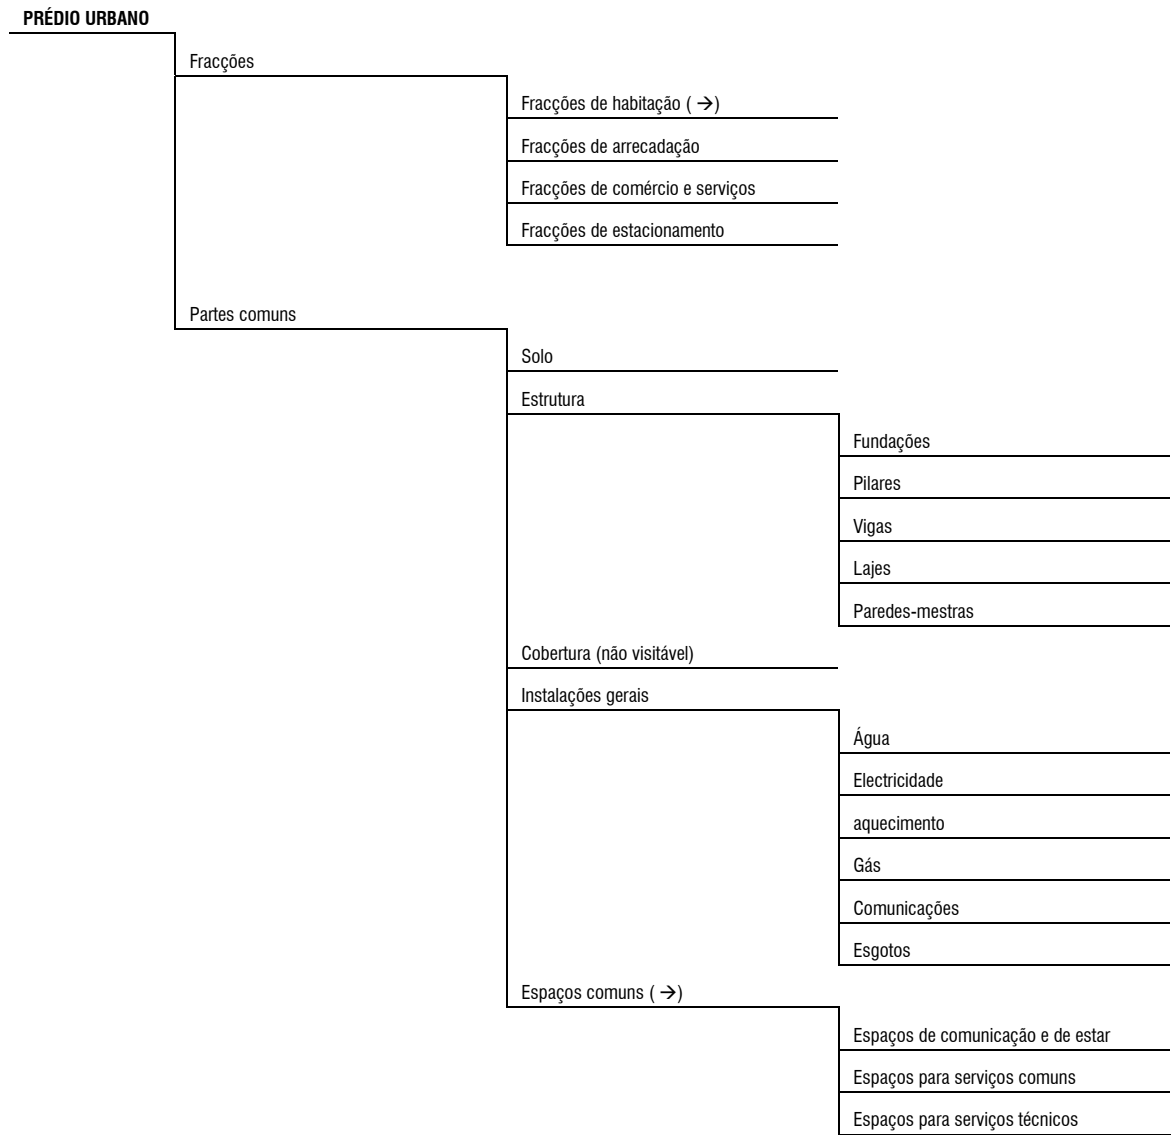 PRÉDIO URBANO
Fracções
Fracções de habitação ( →)
Fracções de arrecadação
Fracções de comércio e serviços
Fracções de estacionamento
Partes comuns
Solo
Estrutura
Fundações
Pilares
Vigas
Lajes
Paredes-mestras
Cobertura (não visitável)
Instalações gerais
Água
Electricidade
aquecimento
Gás
Comunicações
Esgotos
Espaços comuns ( →)
Espaços de comunicação e de estar
Espaços para serviços comuns
Espaços para serviços técnicos